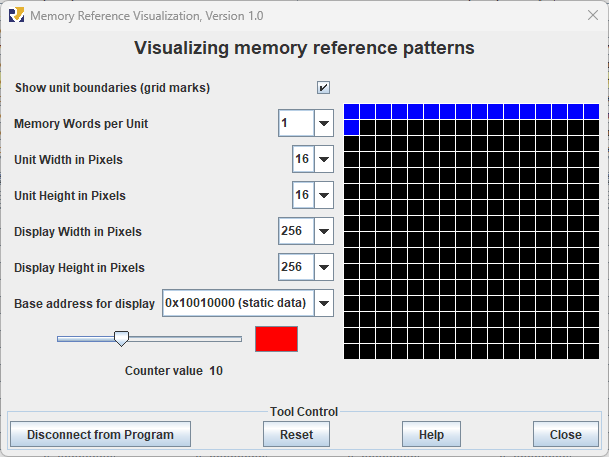 Memory Reference Visualization, Version 1.0
Visualizing memory reference patterns
Show unit boundaries (grid marks)
Memory Words per Unit 1
Unit Width in Pixels 16
Unit Height in Pixels 16
Display Width in Pixels 256
Display Height in Pixels 256
Base address for display 0x10010000 (static data)
Counter value 10
Tool Control
Disconnect from Program Reset Help Close